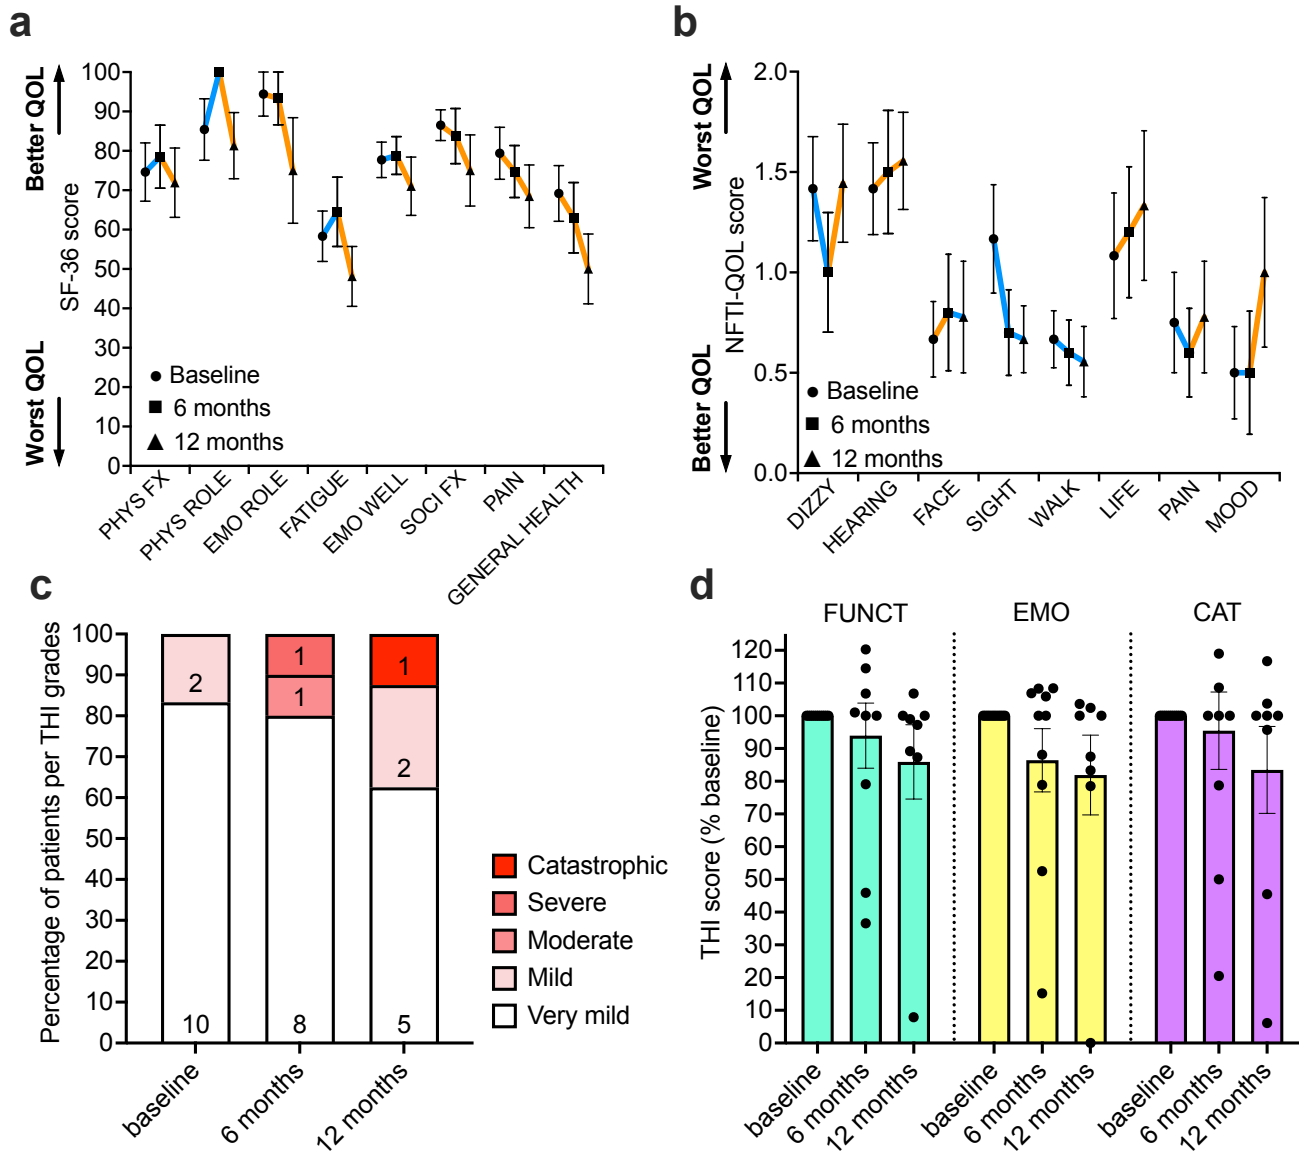 a
Better QOL
Worst QOL
SF-36 score
100
90
80
70
60
50
40
30
20
10
0
Baseline
6 months
12 months
PHYS FX
PHYS ROLE
EMO ROLE
FATIGUE
EMO WELL
SOCI FX
PAIN
GENERAL HEALTH
b
Worst QOL
Better QOL
NFTI-QOL score
2.0
1.5
1.0
0.5
0.0
Baseline
6 months
12 months
DIZZY
HEARING
FACE
SIGHT
WALK
LIFE
PAIN
MOOD
c
Percentage of patients per THI grades
100
90
80
70
60
50
40
30
20
10
0
2
10
1
1
8
1
2
5
baseline
6 months
12 months
Catastrophic
Severe
Moderate
Mild
Very mild
d
FUNCT
EMO
CAT
THI score (% baseline)
120
110
100
90
80
70
60
50
40
30
20
10
0
baseline
6 months
12 months
baseline
6 months
12 months
baseline
6 months
12 months